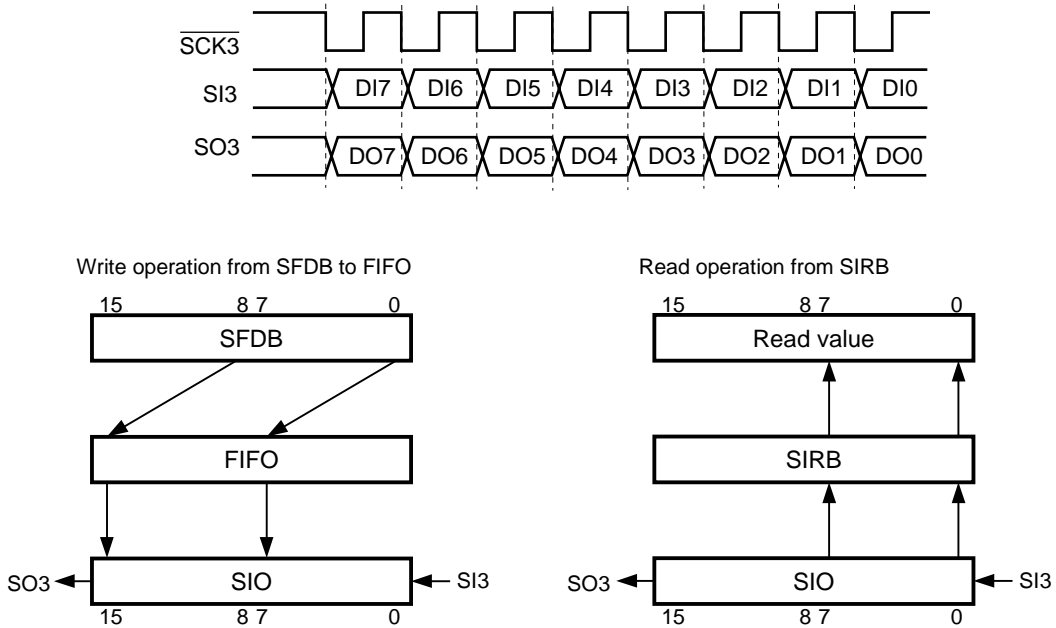 SCK3
SI3 DI7 DI6 DI5 DI4 DI3 DI2 DI1 DI0
SO3 DO7 DO6 DO5 DO4 DO3 DO2 DO1 DO0
Write operation from SFDB to FIFO
15 8 7 0
SFDB
FIFO
SO3 SIO SI3
15 8 7 0
Read operation from SIRB
15 8 7 0
Read value
SIRB
SO3 SIO SI3
15 8 7 0